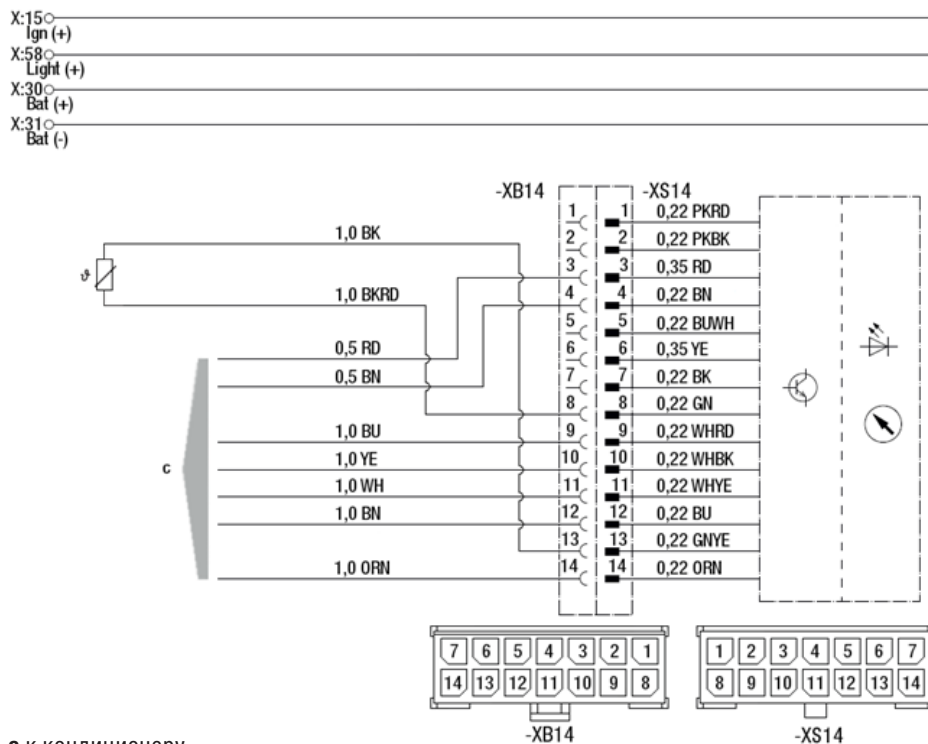 X:15
Ign (+)
X:58
Light (+)
X:30
Bat (+)
X:31
Bat (-)
-XB14 -XS14
1 1 0,22 PKRD
2 2 0,22 PKBK
1,0 BK
3 3 0,35 RD
1,0 BKRD 4 4 0,22 BN
5 5 0,22 BUWH
0,5 RD 6 6 0,35 YE
0,5 BN 7 7 0,22 BK
8 8 0,22 GN
1,0 BU 9 9 0,22 WHRD
1,0 YE 10 10 0,22 WHBK
c
1,0 WH 11 11 0,22 WHYE
1,0 BN 12 12 0,22 BU
13 13 0,22 GNYE
1,0 ORN 14 14 0,22 ORN
7 6 5 4 3 2 1
14 13 12 11 10 9 8
-XB14
1 2 3 4 5 6 7
8 9 10 11 12 13 14
-XS14